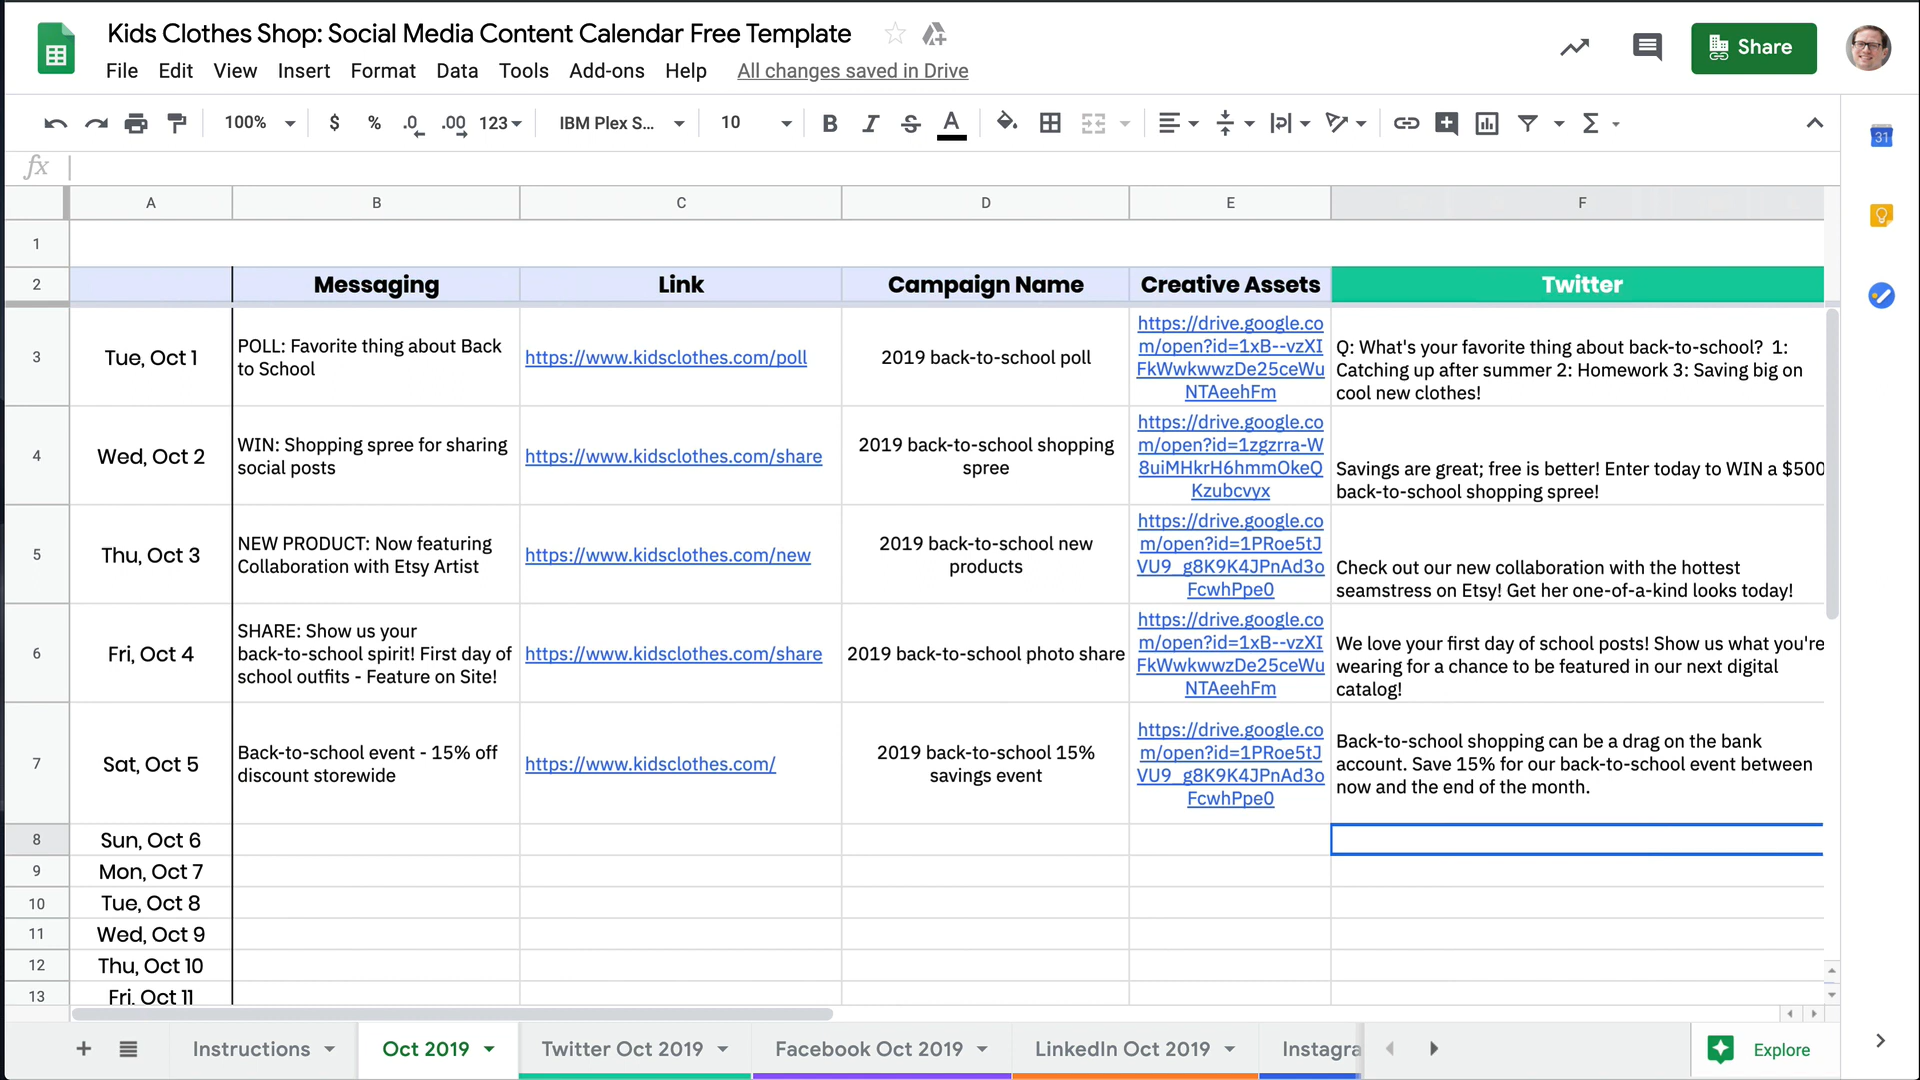 Kids Clothes Shop: Social Media Content Calendar Free Template
File Edit View Insert Format Data Tools Add-ons Help All changes saved in Drive
Share
100% $ % .0 .00 123 IBM Plex S... 10 B I S A Σ
31
fx
A B C D E F
1
2 Messaging Link Campaign Name Creative Assets Twitter
3 Tue, Oct 1
POLL: Favorite thing about Back
to School
https://www.kidsclothes.com/poll
2019 back-to-school poll
https://drive.google.co
m/open?id=1xB--vzXI
FkWwkwwzDe25ceWu
NTAeehFm
Q: What's your favorite thing about back-to-school? 1:
Catching up after summer 2: Homework 3: Saving big on
cool new clothes!
4 Wed, Oct 2
WIN: Shopping spree for sharing
social posts
https://www.kidsclothes.com/share
2019 back-to-school shopping
spree
https://drive.google.co
m/open?id=1zgzrra-W
8uiMHkrH6hmmOkeQ
Kzubcvyx
Savings are great; free is better! Enter today to WIN a $500
back-to-school shopping spree!
5 Thu, Oct 3
NEW PRODUCT: Now featuring
Collaboration with Etsy Artist
https://www.kidsclothes.com/new
2019 back-to-school new
products
https://drive.google.co
m/open?id=1PRoe5tJ
VU9_g8K9K4JPnAd3o
FcwhPpe0
Check out our new collaboration with the hottest
seamstress on Etsy! Get her one-of-a-kind looks today!
6 Fri, Oct 4
SHARE: Show us your
back-to-school spirit! First day of
school outfits - Feature on Site!
https://www.kidsclothes.com/share
2019 back-to-school photo share
https://drive.google.co
m/open?id=1xB--vzXI
FkWwkwwzDe25ceWu
NTAeehFm
We love your first day of school posts! Show us what you're
wearing for a chance to be featured in our next digital
catalog!
7 Sat, Oct 5
Back-to-school event - 15% off
discount storewide
https://www.kidsclothes.com/
2019 back-to-school 15%
savings event
https://drive.google.co
m/open?id=1PRoe5tJ
VU9_g8K9K4JPnAd3o
FcwhPpe0
Back-to-school shopping can be a drag on the bank
account. Save 15% for our back-to-school event between
now and the end of the month.
8 Sun, Oct 6
9 Mon, Oct 7
10 Tue, Oct 8
11 Wed, Oct 9
12 Thu, Oct 10
13 Fri, Oct 11
Instructions Oct 2019 Twitter Oct 2019 Facebook Oct 2019 LinkedIn Oct 2019 Instagra Explore